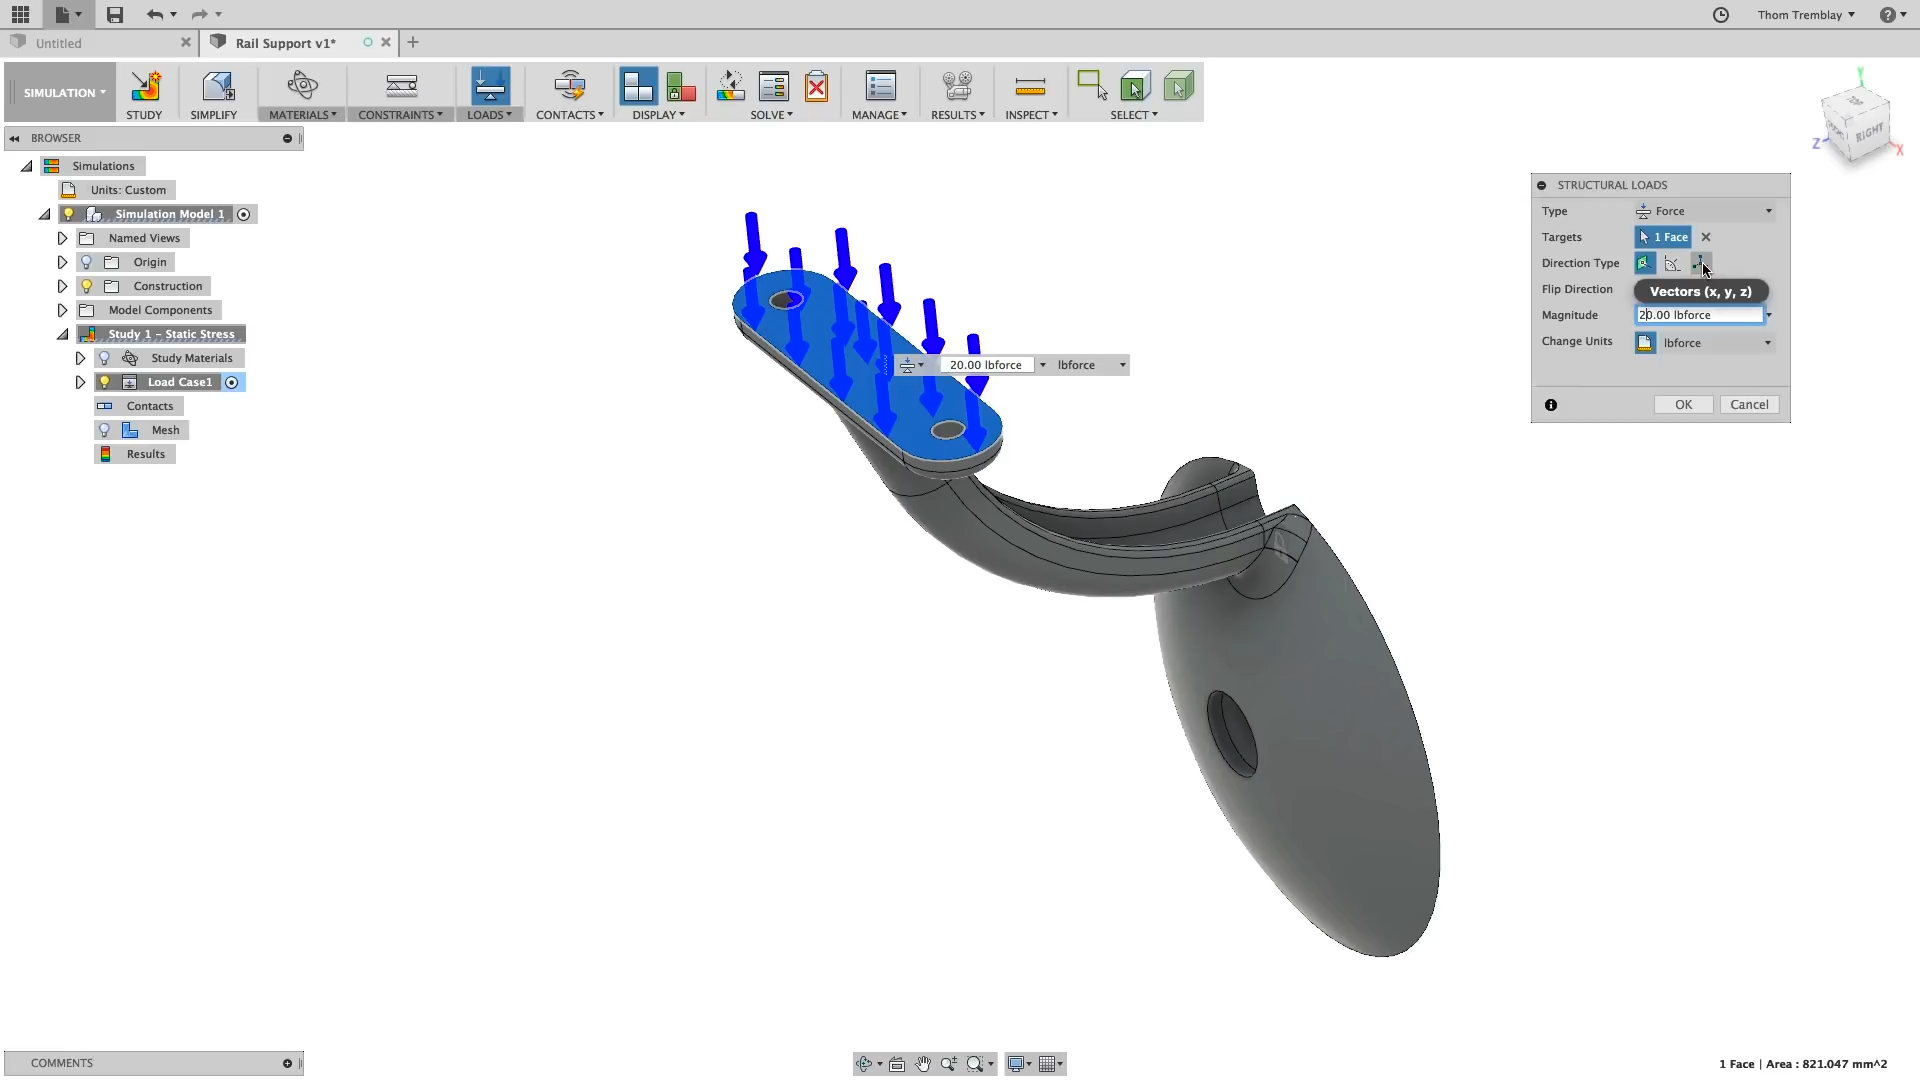 Thom Tremblay
Untitled
Rail Support v1*
SIMULATION
STUDY
SIMPLIFY
MATERIALS
CONSTRAINTS
LOADS
CONTACTS
DISPLAY
SOLVE
MANAGE
RESULTS
INSPECT
SELECT
TOP
RIGHT
Y
Z
X
BROWSER
Simulations
Units: Custom
Simulation Model 1
Named Views
Origin
Construction
Model Components
Study 1 - Static Stress
Study Materials
Load Case1
Contacts
Mesh
Results
20.00 lbforce
lbforce
STRUCTURAL LOADS
Type Force
Targets 1 Face
Direction Type
Flip Direction
Vectors (x, y, z)
Magnitude 20.00 lbforce
Change Units lbforce
OK Cancel
COMMENTS
1 Face | Area : 821.047 mm^2